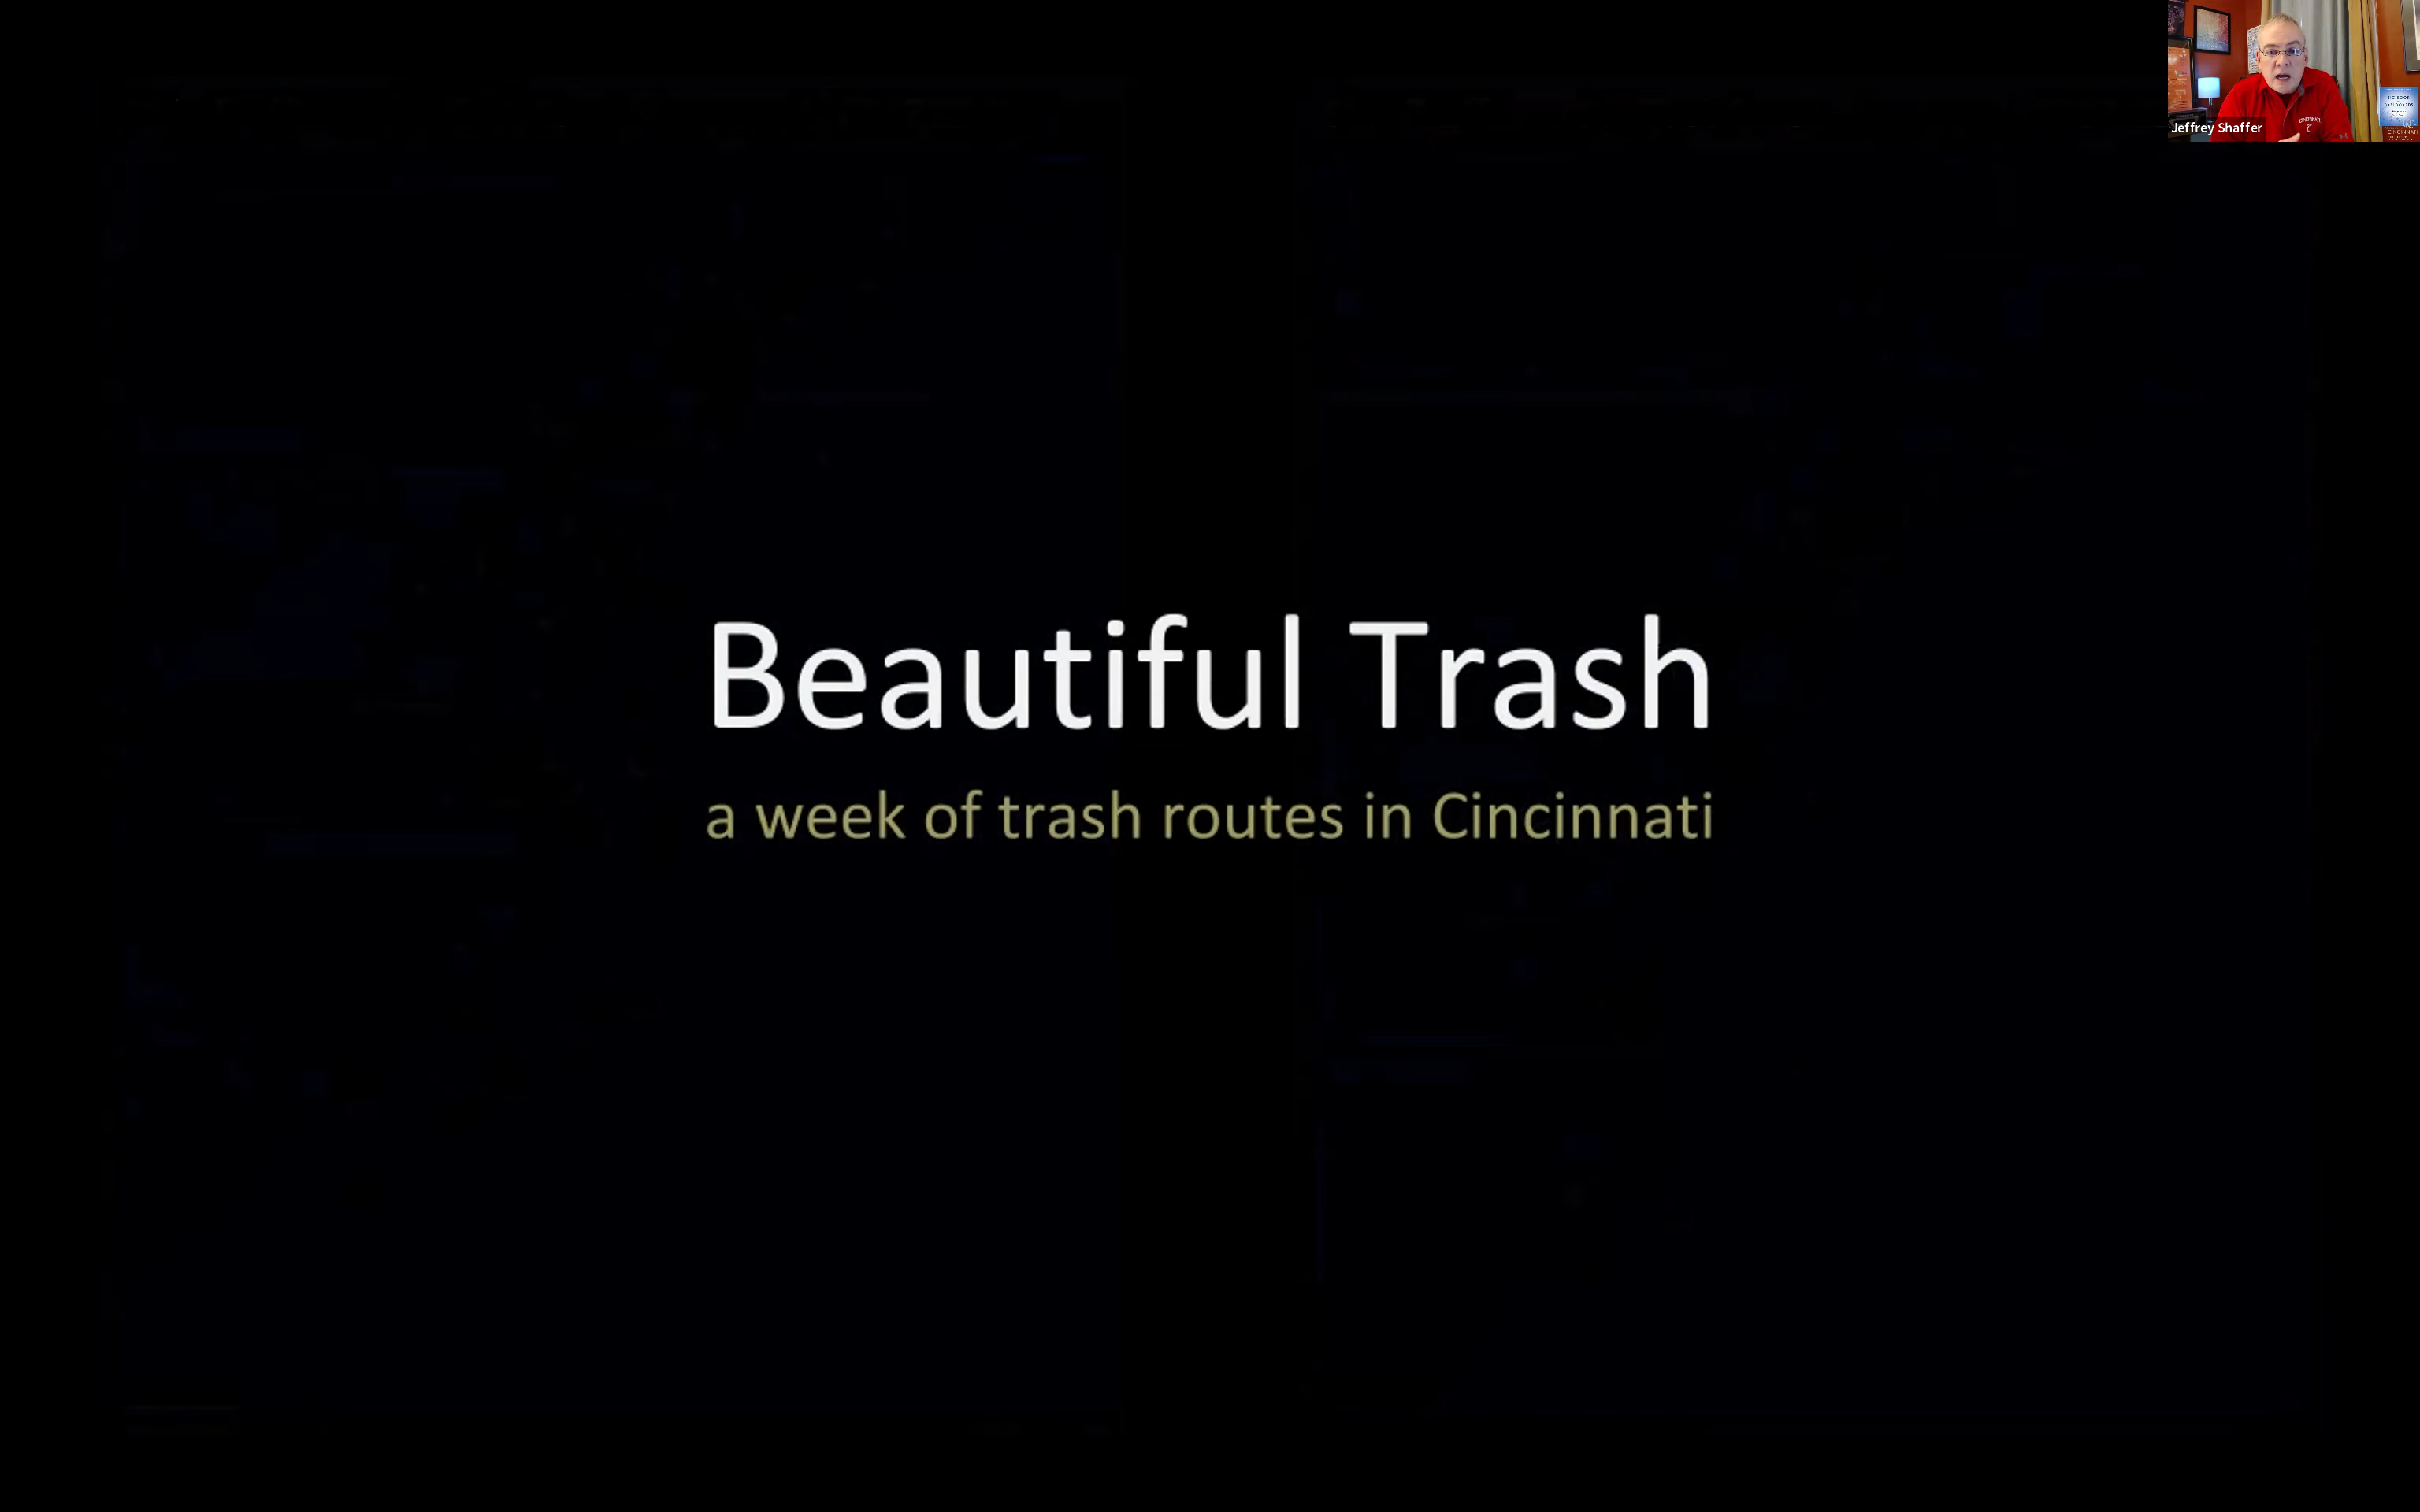 Jeffrey Shaffer
Beautiful Trash
a week of trash routes in Cincinnati